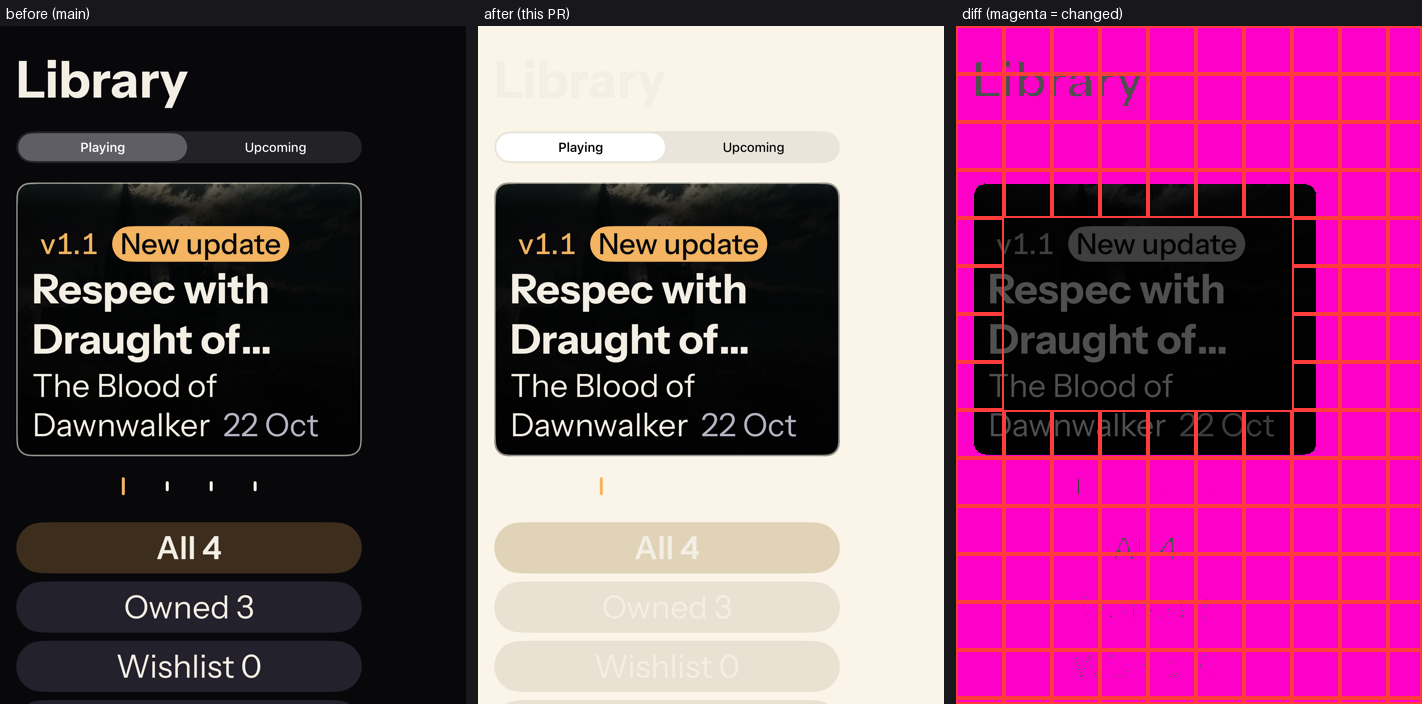 before (main)
Library
Playing
Upcoming
v1.1 New update
Respec with
Draught of...
The Blood of
Dawnwalker 22 Oct
All 4
Owned 3
Wishlist 0
after (this PR)
Library
Playing
Upcoming
v1.1 New update
Respec with
Draught of...
The Blood of
Dawnwalker 22 Oct
All 4
Owned 3
Wishlist 0
diff (magenta = changed)
Library
v1.1 New update
Respec with
Draught of...
The Blood of
Dawnwalker 22 Oct